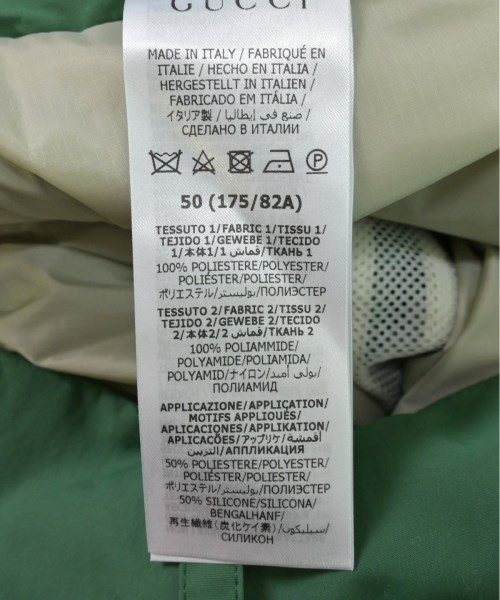 GUCCI
MADE IN ITALY / FABRIQUÉ EN
ITALIE / HECHO EN ITALIA /
HERGESTELLT IN ITALIEN /
FABRICADO EM ITÁLIA /
イタリア製 / صنع في إيطاليا /
СДЕЛАНО В ИТАЛИИ
50 (175/82A)
TESSUTO 1/FABRIC 1/TISSU 1/
TEJIDO 1/GEWEBE 1/TECIDO
1/本体1/1 قماش/ТКАНЬ 1
100% POLIESTERE/POLYESTER/
POLIÉSTER/POLIESTER/
ポリエステル/بوليستر/ПОЛИЭСТЕР
TESSUTO 2/FABRIC 2/TISSU 2/
TEJIDO 2/GEWEBE 2/TECIDO
2/本体2/2 قماش/ТКАНЬ 2
100% POLIAMMIDE/
POLYAMIDE/POLIAMIDA/
POLYAMID/ナイロン/بولي أميد/
ПОЛИАМИД
APPLICAZIONE/APPLICATION/
MOTIFS APPLIQUÉS/
APLICACIONES/APPLIKATION/
APLICAÇÕES/アップリケ/أقمشة
التزيين/АППЛИКАЦИЯ
50% POLIESTERE/POLYESTER/
POLIÉSTER/POLYESTER/
ポリエステル/بوليستر/ПОЛИЭСТЕР
50% SILICONE/SILICONA/
BENGALHANF/
再生繊維(炭化ケイ素)/سيليكون/
СИЛИКОН